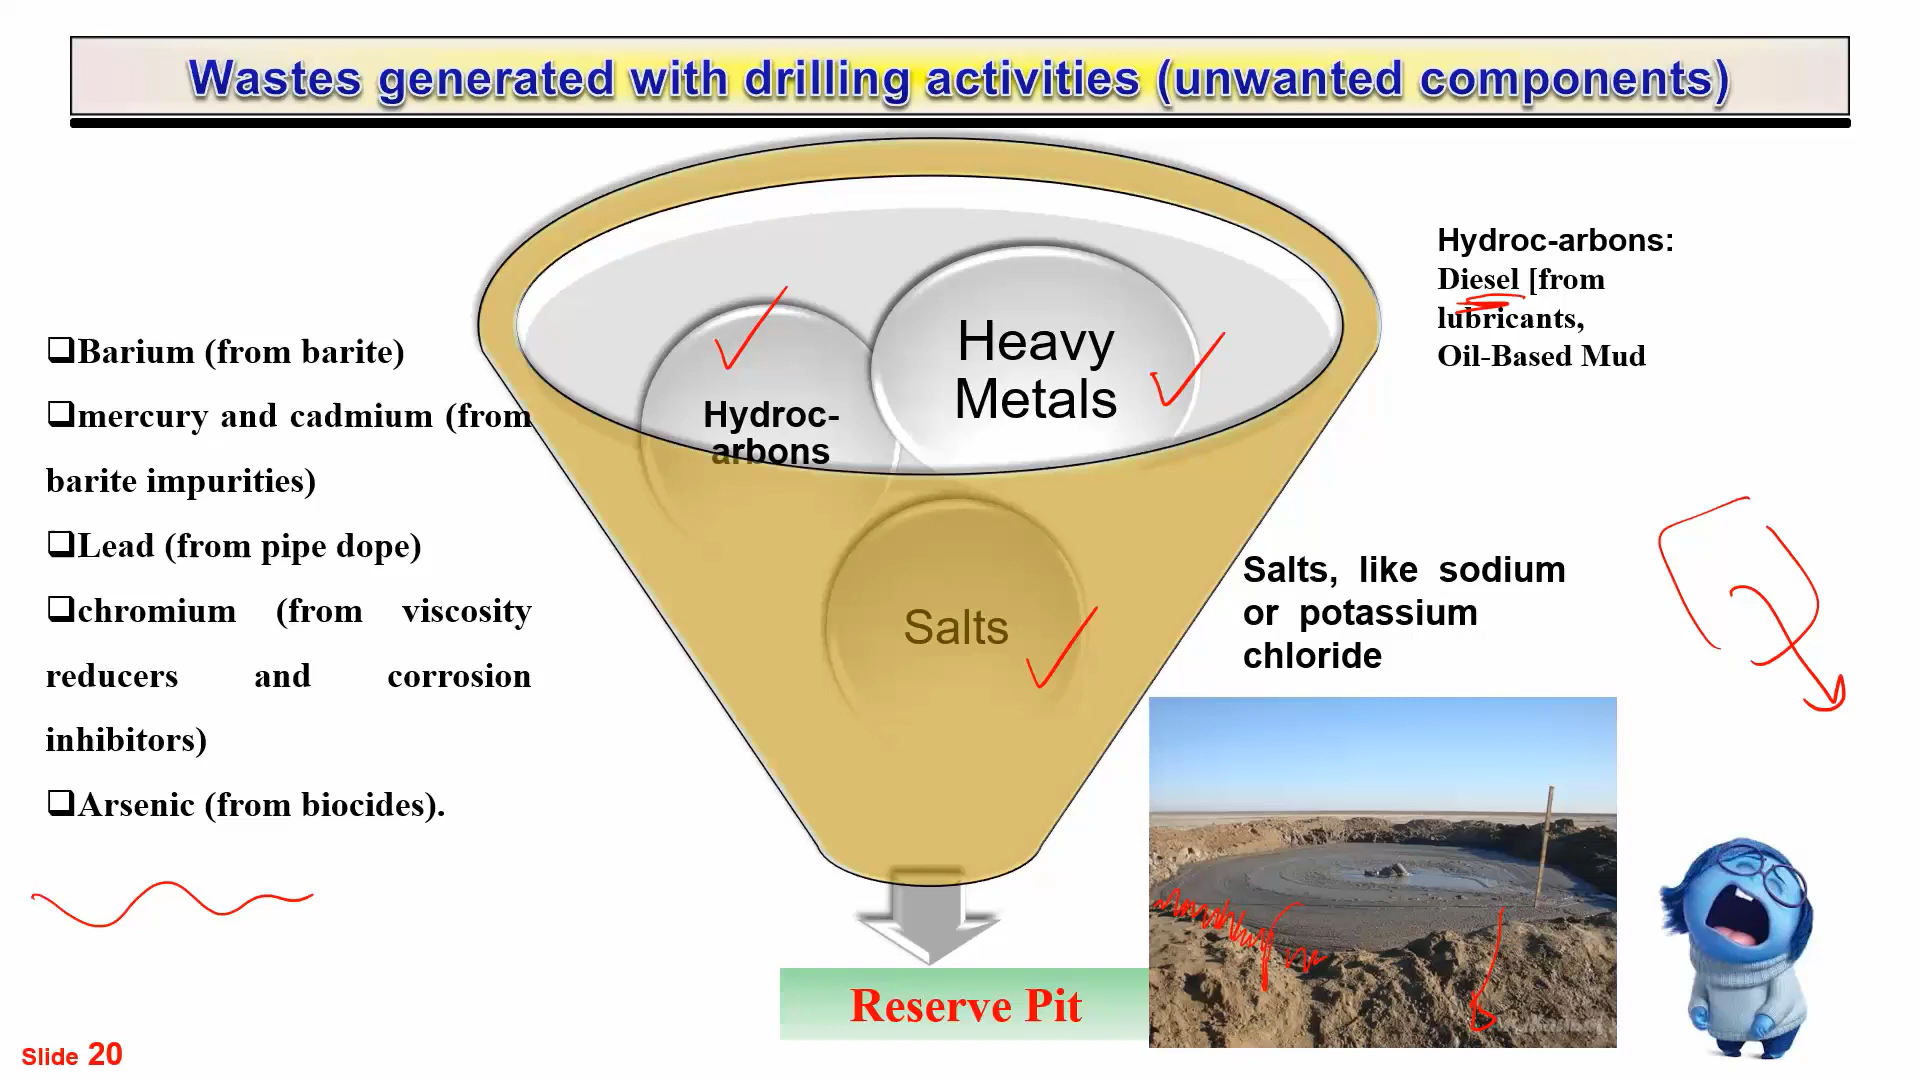 Wastes generated with drilling activities (unwanted components)
❑Barium (from barite)
❑mercury and cadmium (from
barite impurities)
❑Lead (from pipe dope)
❑chromium (from viscosity
reducers and corrosion
inhibitors)
❑Arsenic (from biocides).
Hydroc-
arbons
Heavy
Metals
Salts
Reserve Pit
Hydroc-arbons:
Diesel [from
lubricants,
Oil-Based Mud
Salts, like sodium
or potassium
chloride
Slide 20